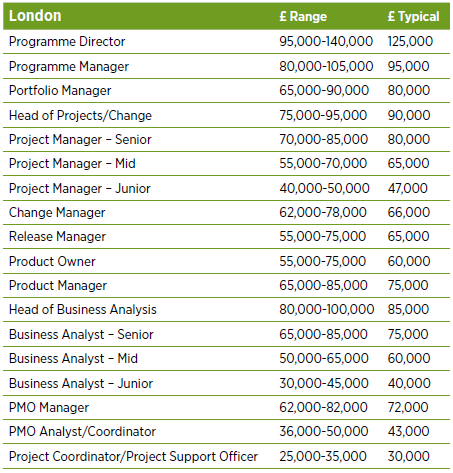 London £ Range £ Typical
Programme Director 95,000-140,000 125,000
Programme Manager 80,000-105,000 95,000
Portfolio Manager 65,000-90,000 80,000
Head of Projects/Change 75,000-95,000 90,000
Project Manager – Senior 70,000-85,000 80,000
Project Manager – Mid 55,000-70,000 65,000
Project Manager – Junior 40,000-50,000 47,000
Change Manager 62,000-78,000 66,000
Release Manager 55,000-75,000 65,000
Product Owner 55,000-75,000 60,000
Product Manager 65,000-85,000 75,000
Head of Business Analysis 80,000-100,000 85,000
Business Analyst – Senior 65,000-85,000 75,000
Business Analyst – Mid 50,000-65,000 60,000
Business Analyst – Junior 30,000-45,000 40,000
PMO Manager 62,000-82,000 72,000
PMO Analyst/Coordinator 36,000-50,000 43,000
Project Coordinator/Project Support Officer 25,000-35,000 30,000